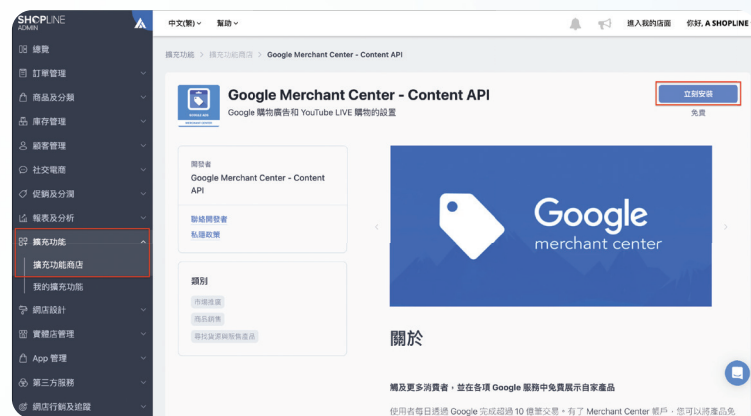 SHOPLINE
ADMIN
中文(繁)
幫助
進入我的店面
你好, A SHOPLINE
總覽
訂單管理
商品及分類
庫存管理
顧客管理
社交電商
促銷及分潤
報表及分析
擴充功能
擴充功能商店
我的擴充功能
網店設計
實體店管理
App 管理
第三方服務
網店行銷及追蹤
擴充功能 > 擴充功能商店 > Google Merchant Center - Content API
Google Merchant Center - Content API
Google 購物廣告和 YouTube LIVE 購物的設置
立刻安裝
免費
開發者
Google Merchant Center - Content
API
聯絡開發者
私隱政策
類別
市場推廣
商品銷售
尋找貨源與販售產品
Google
merchant center
關於
觸及更多消費者，並在各項 Google 服務中免費展示自家產品
使用者每日透過 Google 完成超過 10 億筆交易。有了 Merchant Center 帳戶，您可以將產品免